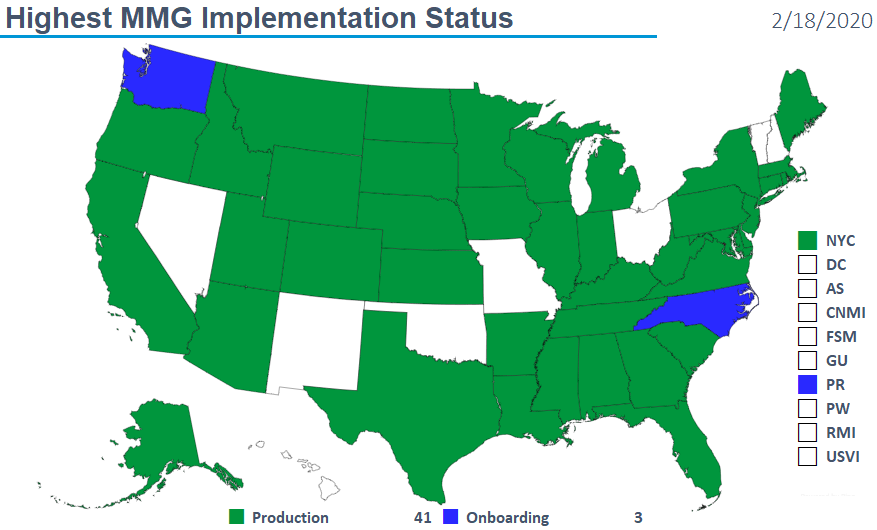 Highest MMG Implementation Status
2/18/2020
NYC
DC
AS
CNMI
FSM
GU
PR
PW
RMI
USVI
Production 41 Onboarding 3